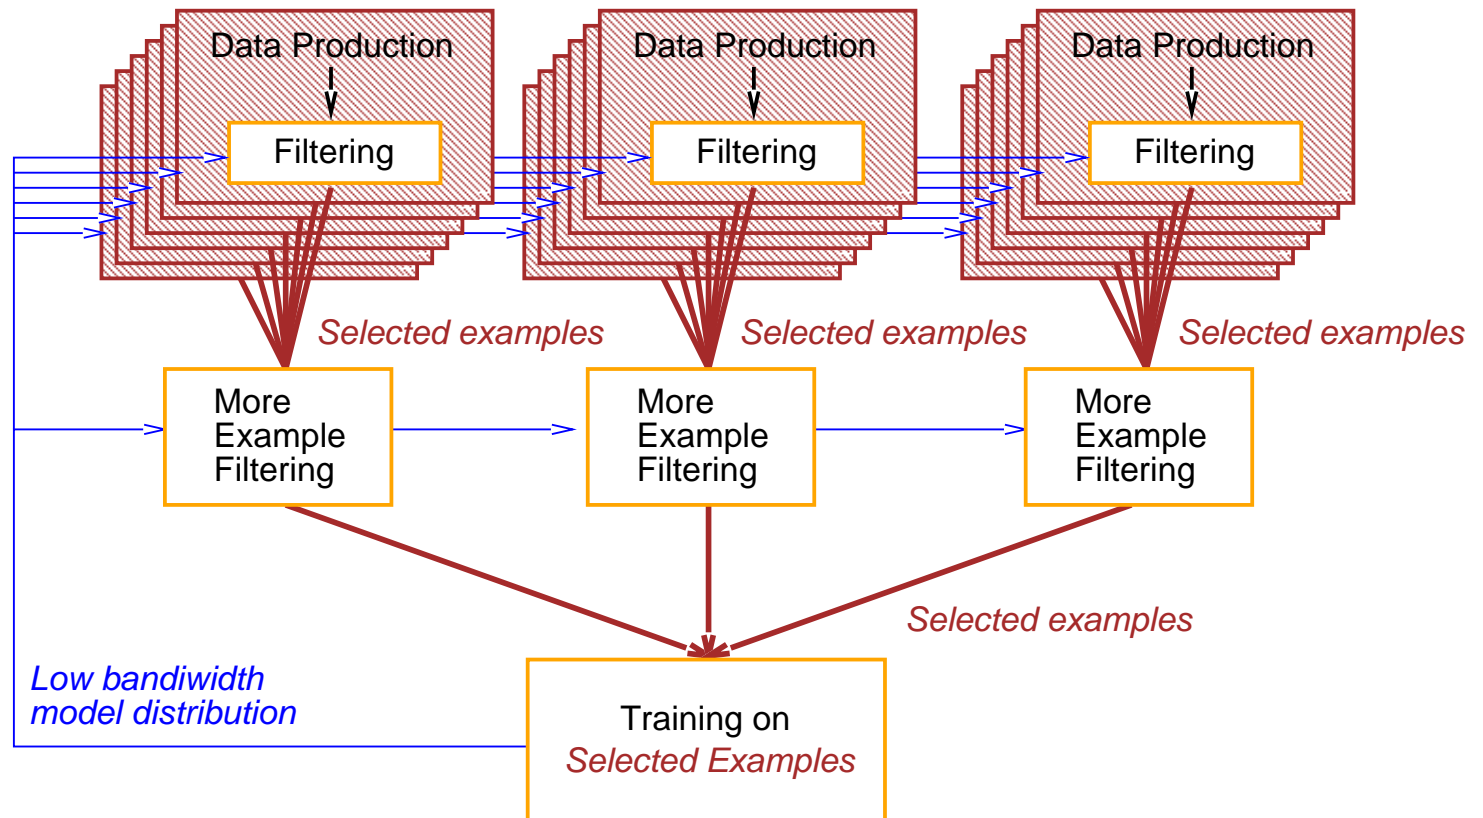 Data Production
Data Production
Data Production
Filtering
Filtering
Filtering
Selected examples
Selected examples
Selected examples
More
Example
Filtering
More
Example
Filtering
More
Example
Filtering
Selected examples
Low bandiwidth
model distribution
Training on
Selected Examples